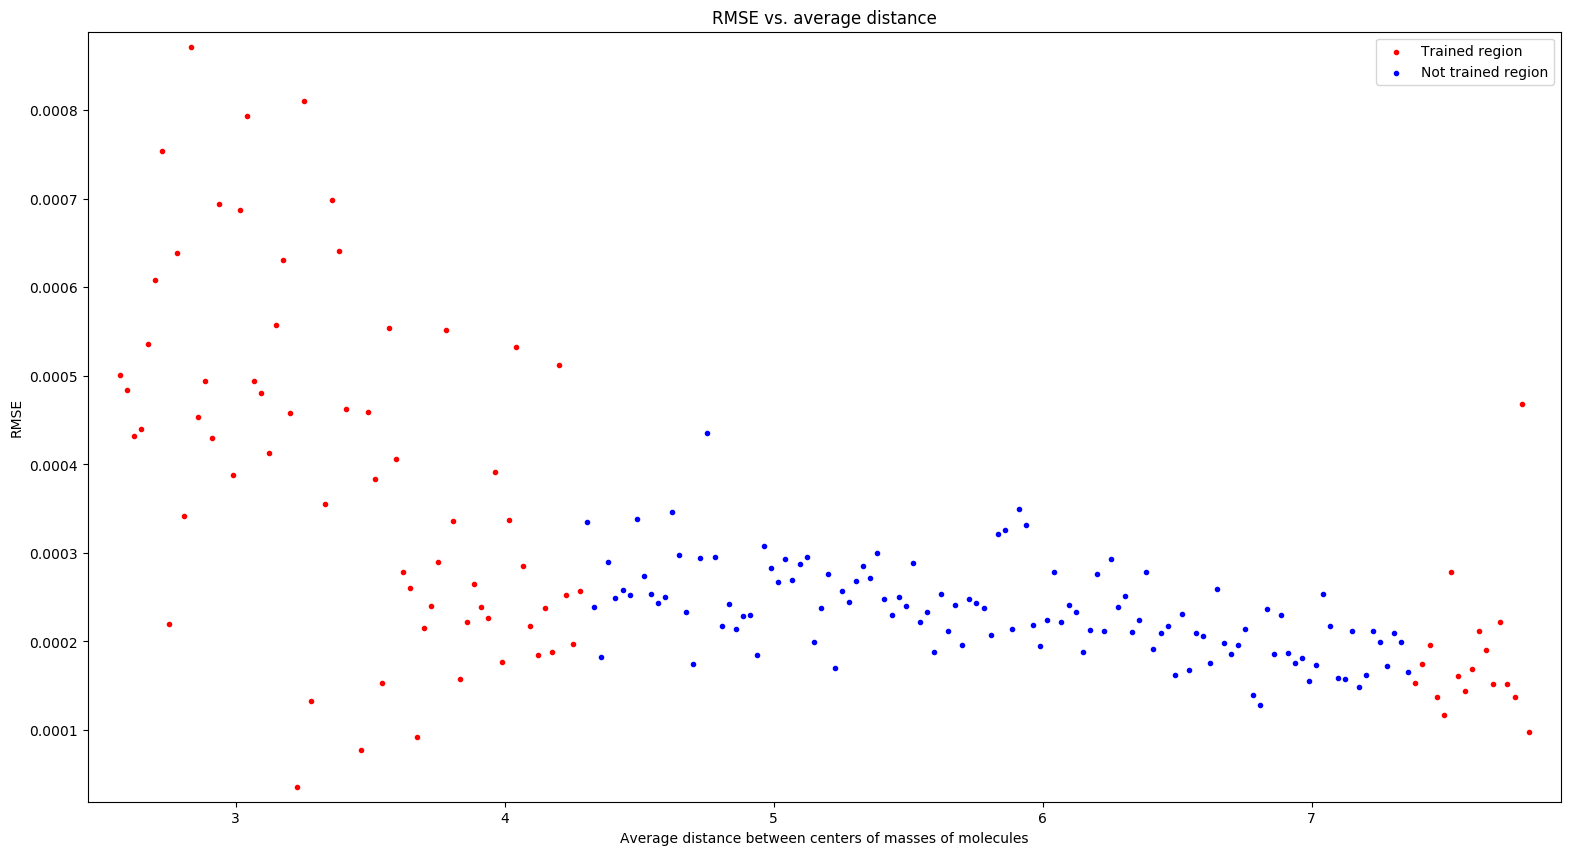 RMSE vs. average distance
Trained region
Not trained region
0.0008
0.0007
0.0006
0.0005
0.0004
0.0003
0.0002
0.0001
RMSE
3 4 5 6 7
Average distance between centers of masses of molecules